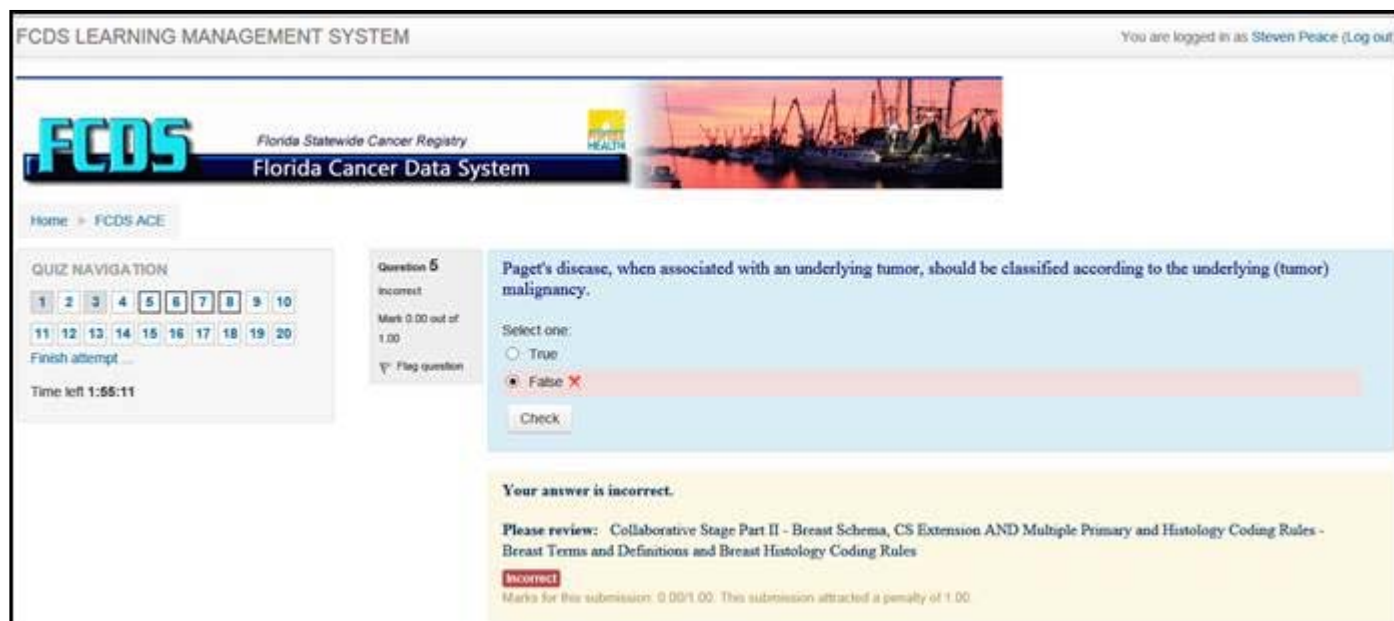 FCDS LEARNING MANAGEMENT SYSTEM
You are logged in as Steven Peace (Log out
FCDS
Florida Statewide Cancer Registry
HEALTH
Florida Cancer Data System
Home FCDS ACE
QUIZ NAVIGATION
1 2 3 4 5 6 7 8 9 10
11 12 13 14 15 16 17 18 19 20
Finish attempt ...
Time left 1:55:11
Question 5
Incorrect
Mark 0.00 out of
1.00
Flag question
Paget's disease, when associated with an underlying tumor, should be classified according to the underlying (tumor)
malignancy.
Select one:
True
False
Check
Your answer is incorrect.
Please review: Collaborative Stage Part II - Breast Schema, CS Extension AND Multiple Primary and Histology Coding Rules -
Breast Terms and Definitions and Breast Histology Coding Rules
Incorrect
Marks for this submission: 0.00/1.00. This submission attracted a penalty of 1.00.